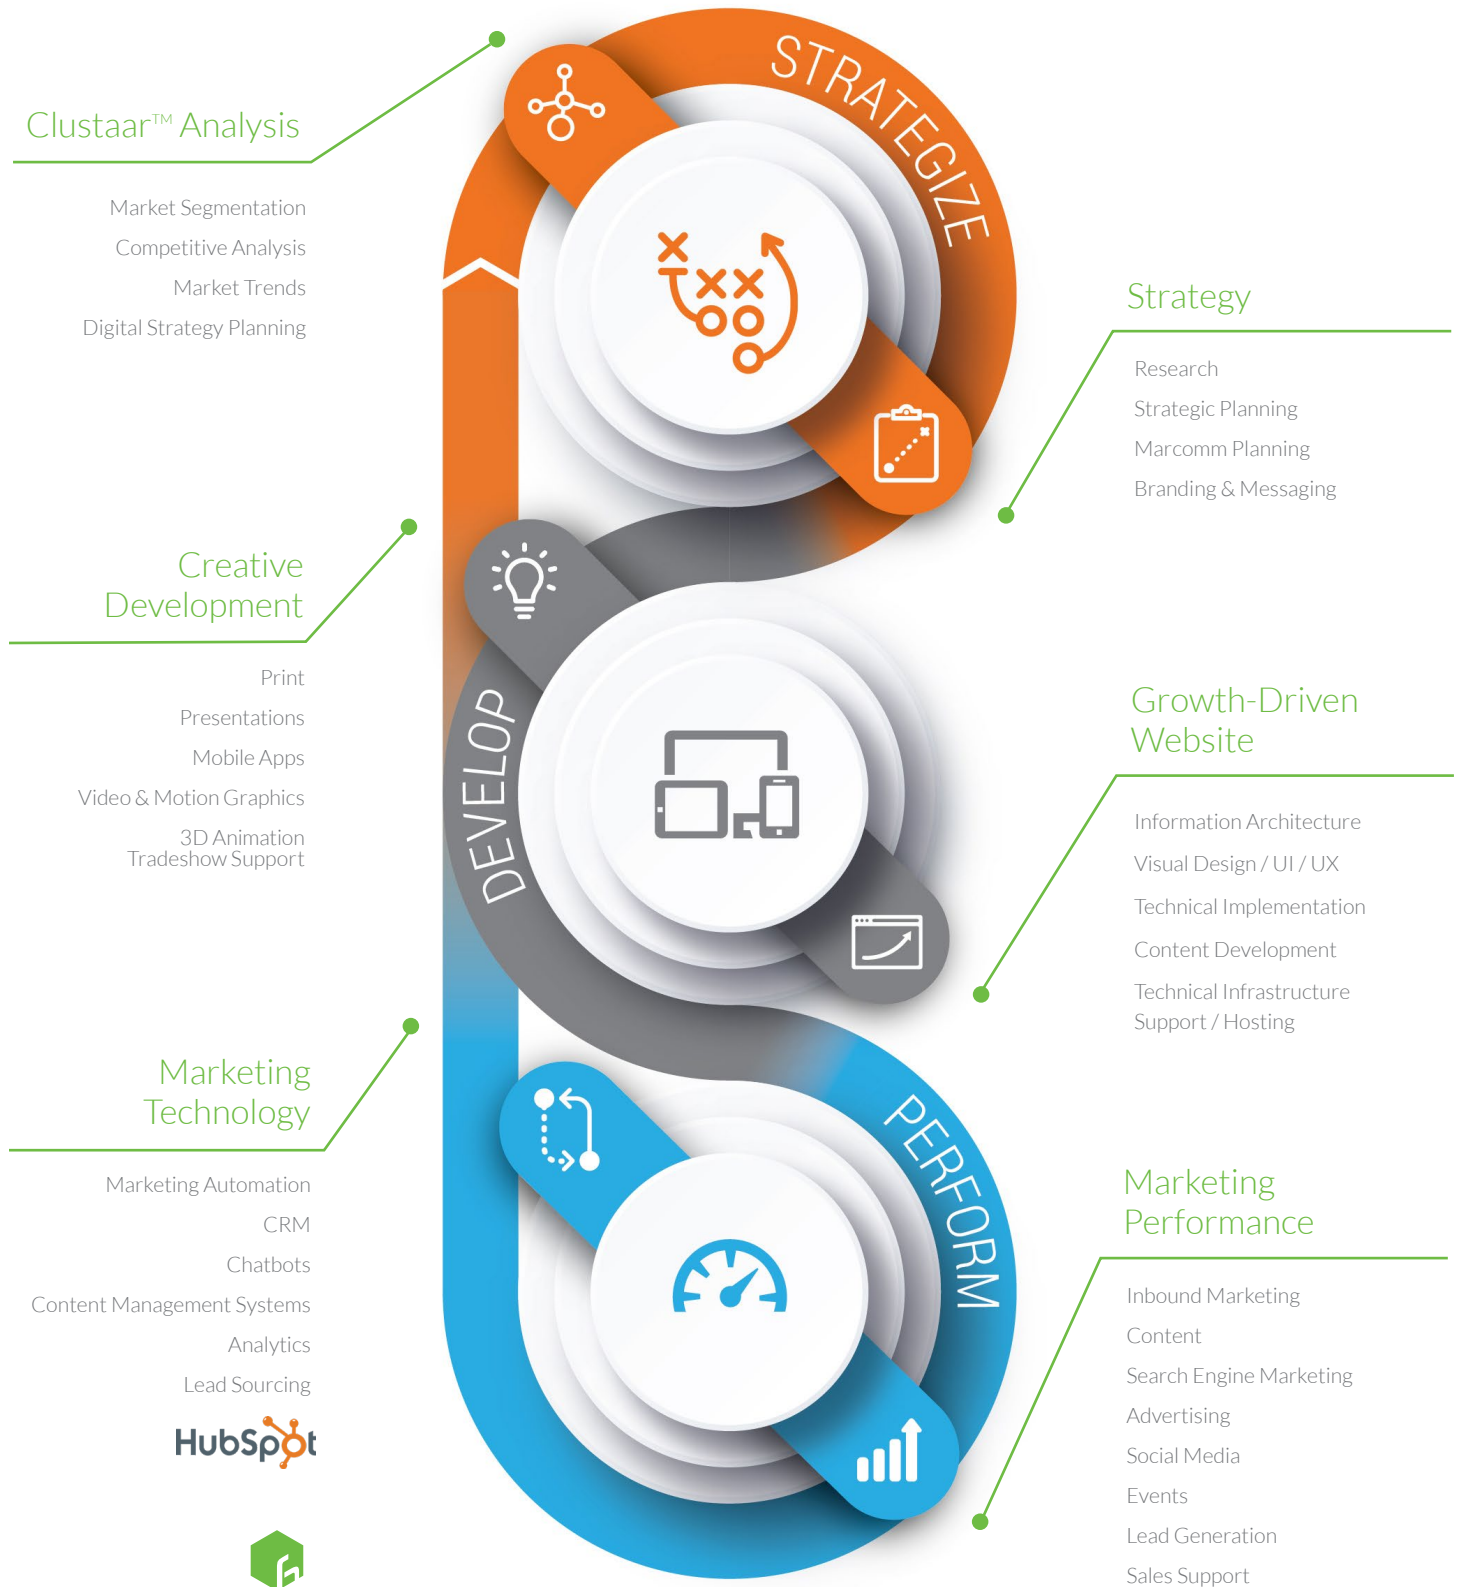 STRATEGIZE
Clustaar™ Analysis
Market Segmentation
Competitive Analysis
Market Trends
Digital Strategy Planning
Strategy
Research
Strategic Planning
Marcomm Planning
Branding & Messaging
DEVELOP
Creative
Development
Print
Presentations
Mobile Apps
Video & Motion Graphics
3D Animation
Tradeshow Support
Growth-Driven
Website
Information Architecture
Visual Design / UI / UX
Technical Implementation
Content Development
Technical Infrastructure
Support / Hosting
PERFORM
Marketing
Technology
Marketing Automation
CRM
Chatbots
Content Management Systems
Analytics
Lead Sourcing
HubSpot
Marketing
Performance
Inbound Marketing
Content
Search Engine Marketing
Advertising
Social Media
Events
Lead Generation
Sales Support